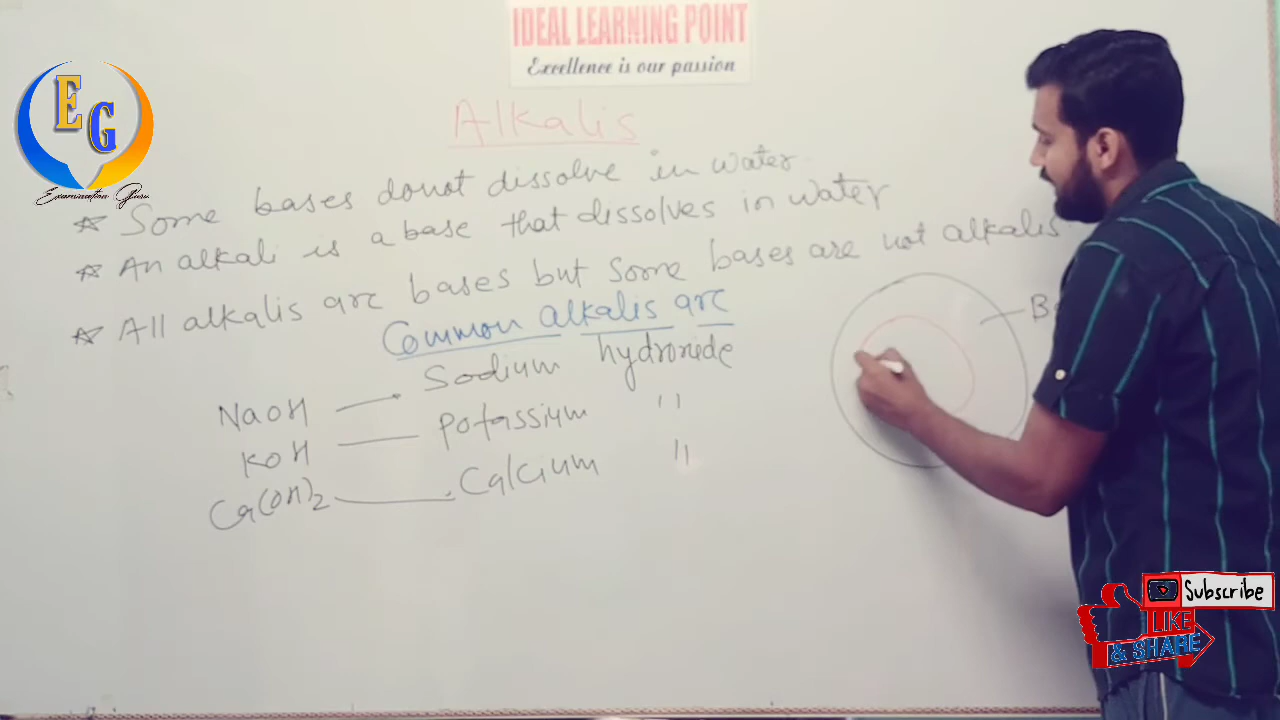 IDEAL LEARNING POINT
Excellence is our passion
EG
Examination Guru
Alkalis
☆ Some bases donot dissolve in water
☆ An alkali is a base that dissolves in water
☆ All alkalis are bases but some bases are not alkalis
Common alkalis are
NaOH → Sodium hydroxide
KOH — Potassium "
Ca(OH)2 — Calcium "
Subscribe
LIKE
& SHARE